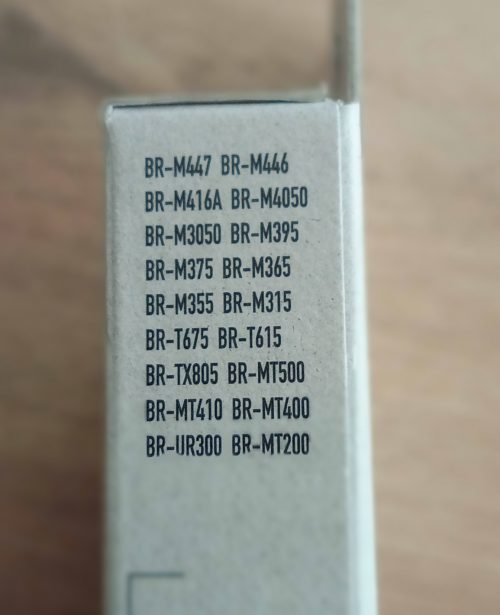 BR-M447 BR-M446
BR-M416A BR-M4050
BR-M3050 BR-M395
BR-M375 BR-M365
BR-M355 BR-M315
BR-T675 BR-T615
BR-TX805 BR-MT500
BR-MT410 BR-MT400
BR-UR300 BR-MT200